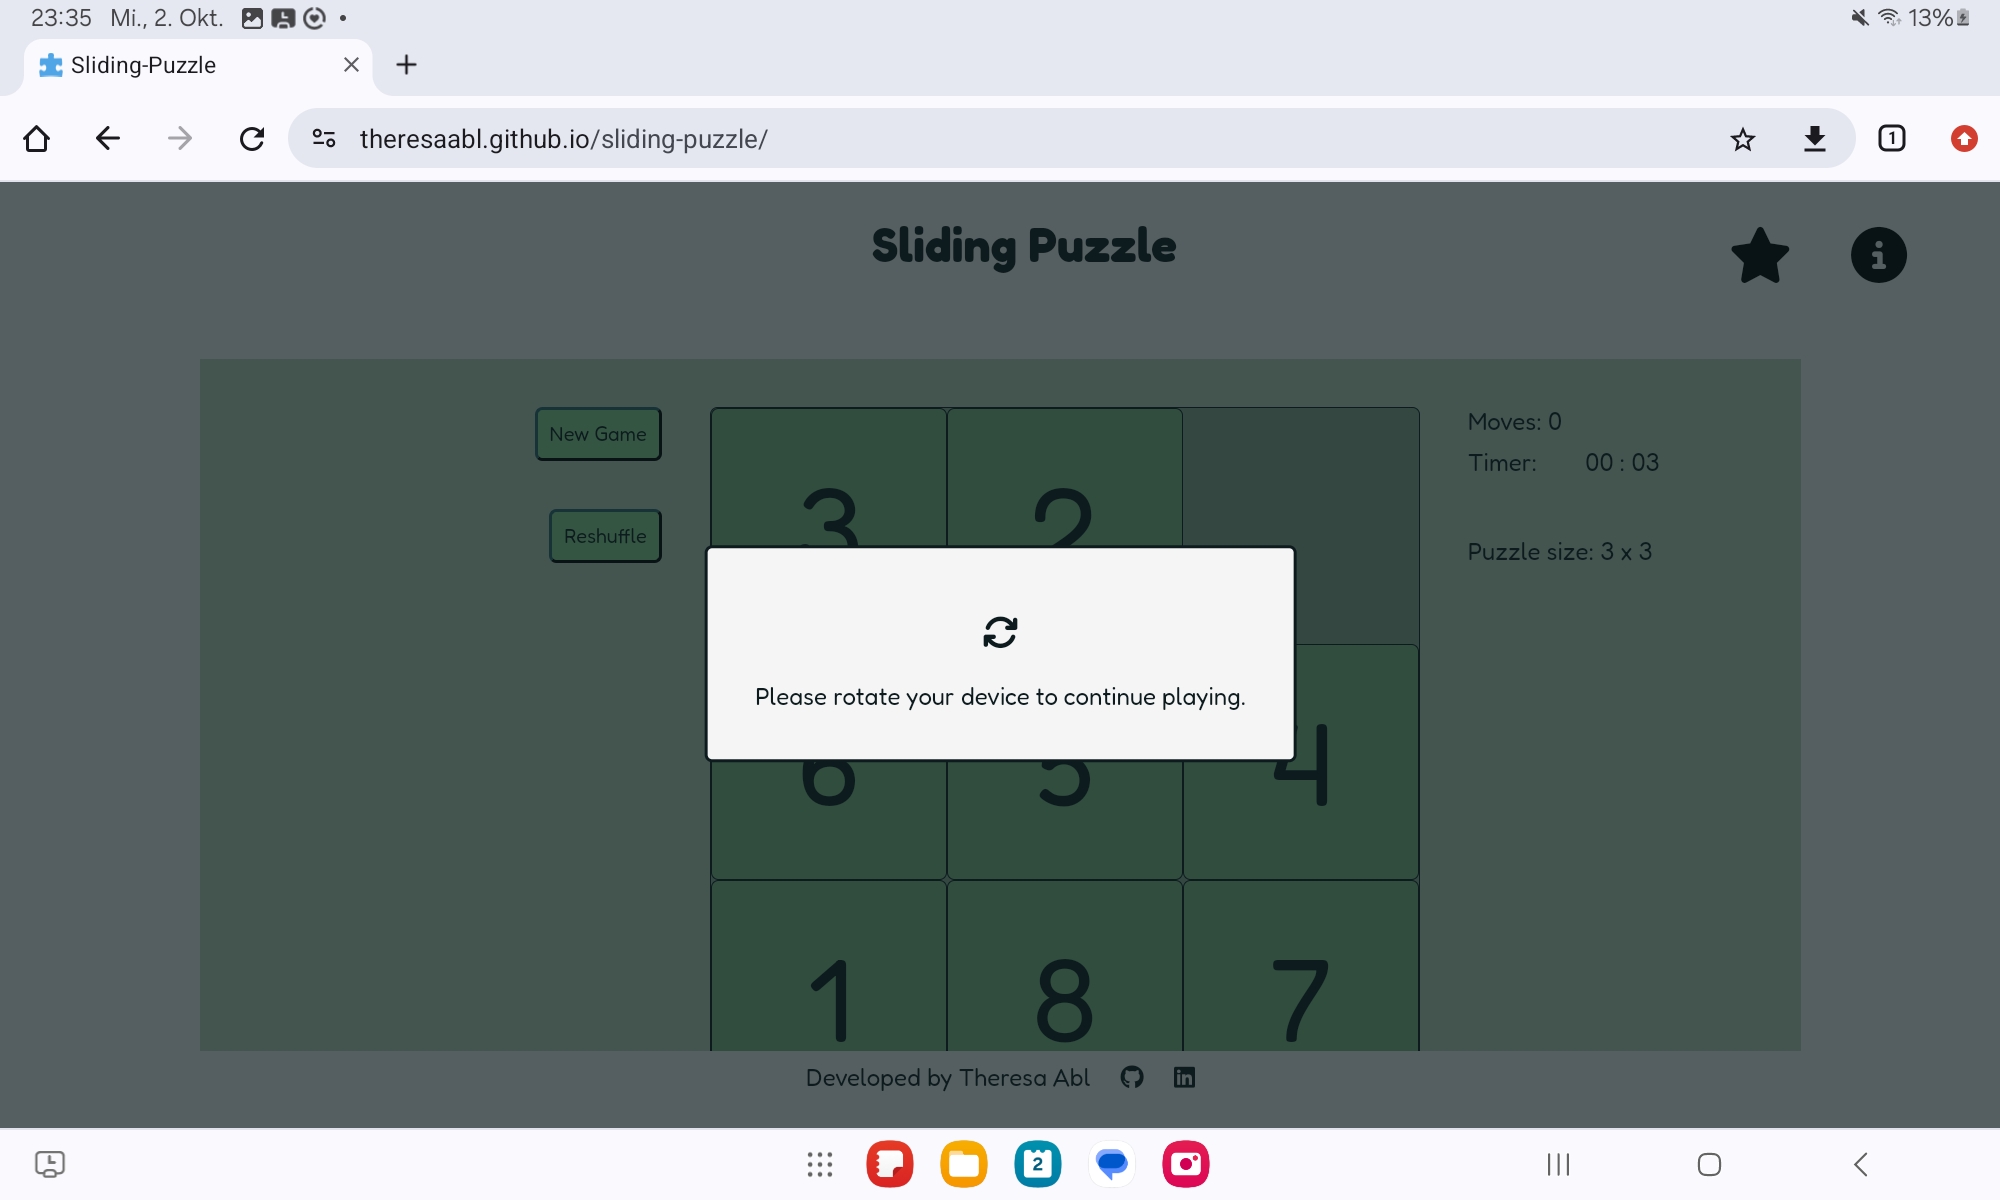 23:35 Mi., 2. Okt. 13%
Sliding-Puzzle
theresaabl.github.io/sliding-puzzle/ 1
Sliding Puzzle
New Game
Reshuffle
3 2
6 5 4
1 8 7
Moves: 0
Timer: 00 : 03
Puzzle size: 3 x 3
Please rotate your device to continue playing.
Developed by Theresa Abl
2